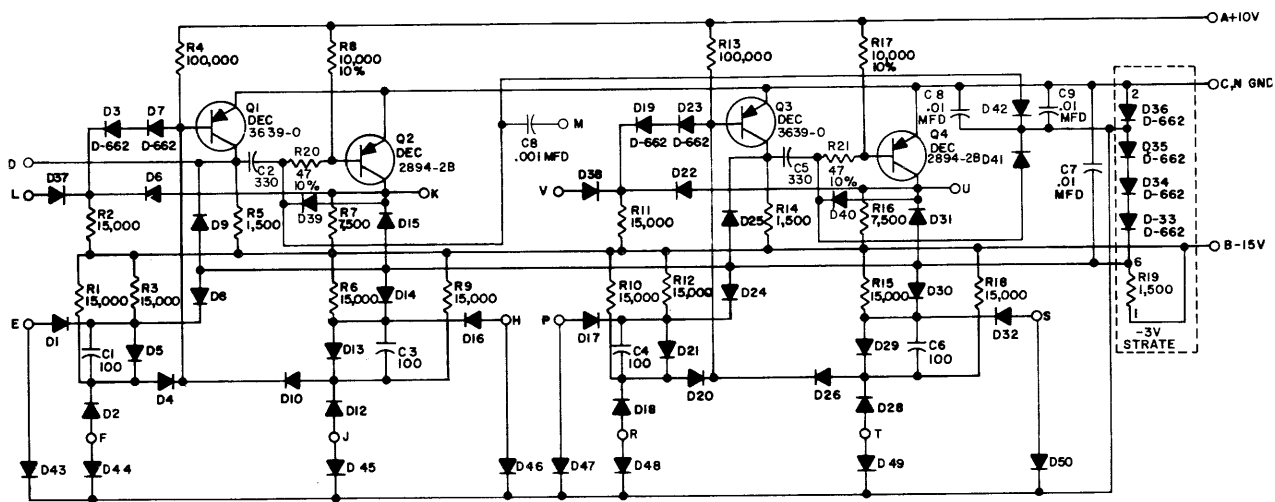 A+10V
R4
100,000
R8
10,000
10%
R13
100,000
R17
10,000
10%
C,N GND
D3
D7
D-662
D-662
Q1
DEC
3639-0
Q2
DEC
2894-2B
C8
.001 MFD
M
D19
D23
D-662
D-662
Q3
DEC
3639-0
Q4
DEC
2894-2B
C8
.01
MFD
D42
C9
.01
MFD
2
D36
D-662
D35
D-662
D34
D-662
D-33
D-662
D
L
D37
D6
C2
330
R20
47
10%
D39
K
V
D38
D22
C5
330
R21
47
10%
D40
U
D41
C7
.01
MFD
R2
15,000
D9
R5
1,500
R7
7,500
D15
R11
15,000
D25
R14
1,500
R16
7,500
D31
B-15V
6
R1
15,000
R3
15,000
D8
R6
15,000
D14
R9
15,000
R10
15,000
R12
15,000
D24
R15
15,000
D30
R18
15,000
R19
1,500
1
-3V
STRATE
E
D1
C1
100
D5
D13
C3
100
D16
H
P
D17
C4
100
D21
D29
C6
100
D32
S
D4
D10
D20
D26
D2
D12
D18
D28
F
J
R
T
D43
D44
D45
D46
D47
D48
D49
D50